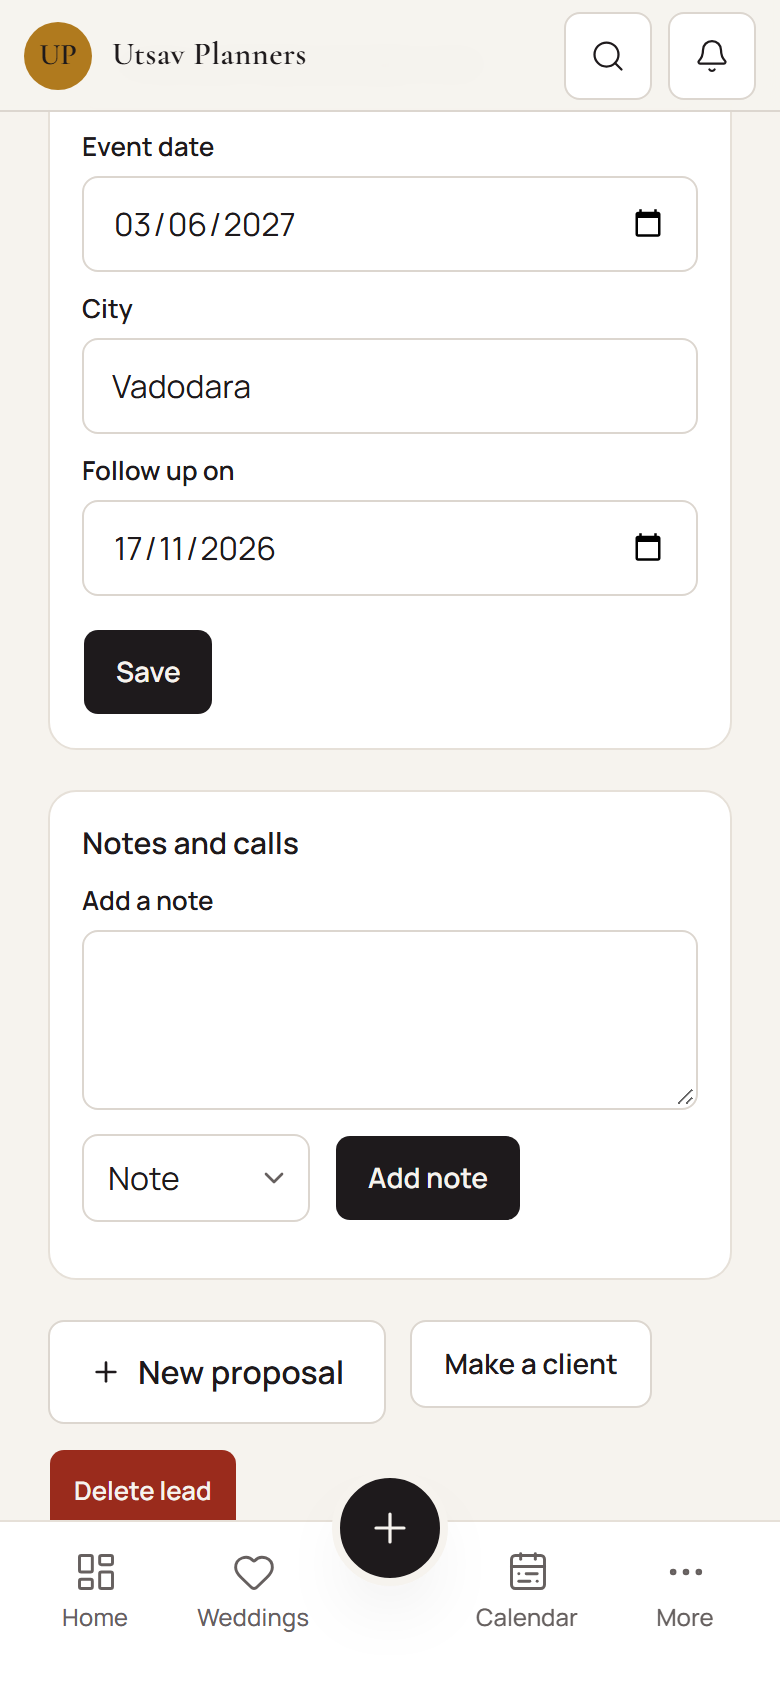 UP Utsav Planners
Event date
03/06/2027
City
Vadodara
Follow up on
17/11/2026
Save
Notes and calls
Add a note
Note
Add note
New proposal
Make a client
Delete lead
Home
Weddings
Calendar
More